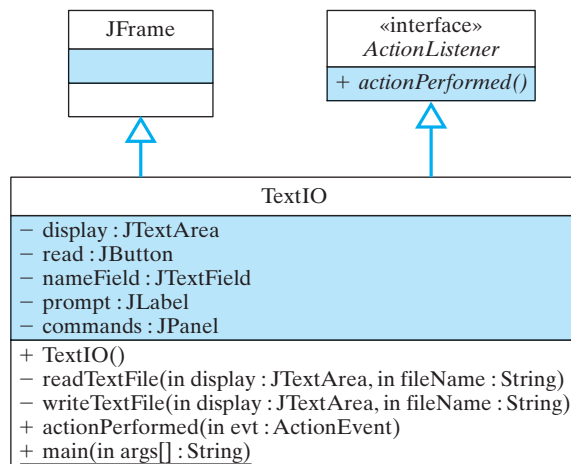 JFrame
«interface»
ActionListener
+ actionPerformed()
TextIO
− display : JTextArea
− read : JButton
− nameField : JTextField
− prompt : JLabel
− commands : JPanel
+ TextIO()
− readTextFile(in display : JTextArea, in fileName : String)
− writeTextFile(in display : JTextArea, in fileName : String)
+ actionPerformed(in evt : ActionEvent)
+ main(in args[] : String)